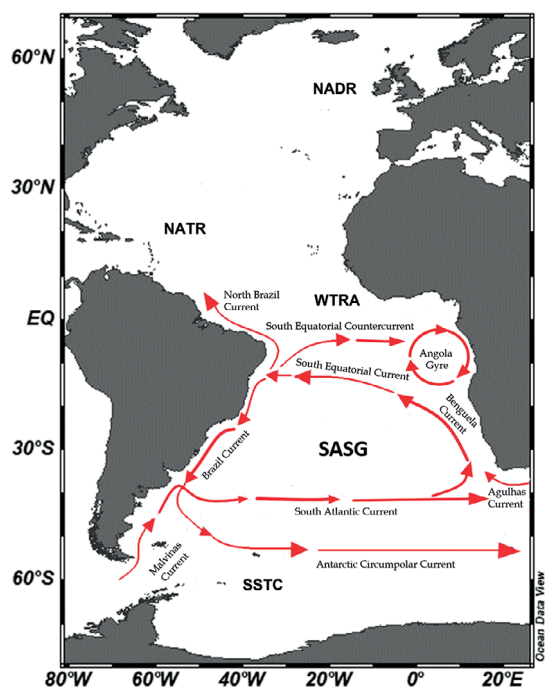 60°N
NADR
30°N
NATR
North Brazil
Current
WTRA
EQ
South Equatorial Countercurrent
Angola
Gyre
South Equatorial Current
Benguela
Current
30°S
Brazil Current
SASG
Agulhas
Current
South Atlantic Current
Malvinas
Current
Antarctic Circumpolar Current
60°S
SSTC
Ocean Data View
80°W
60°W
40°W
20°W
0°
20°E